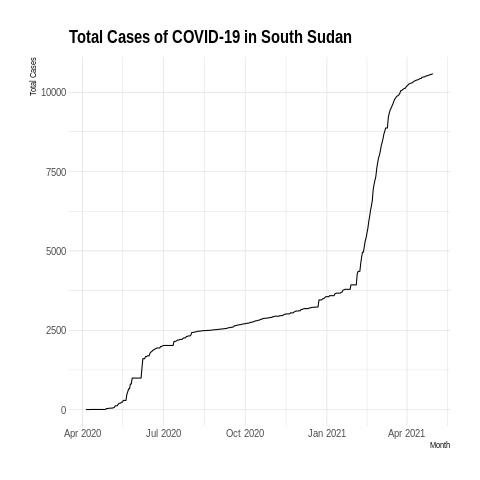 Total Cases of COVID-19 in South Sudan
Total Cases
10000
7500
5000
2500
0
Apr 2020 Jul 2020 Oct 2020 Jan 2021 Apr 2021
Month